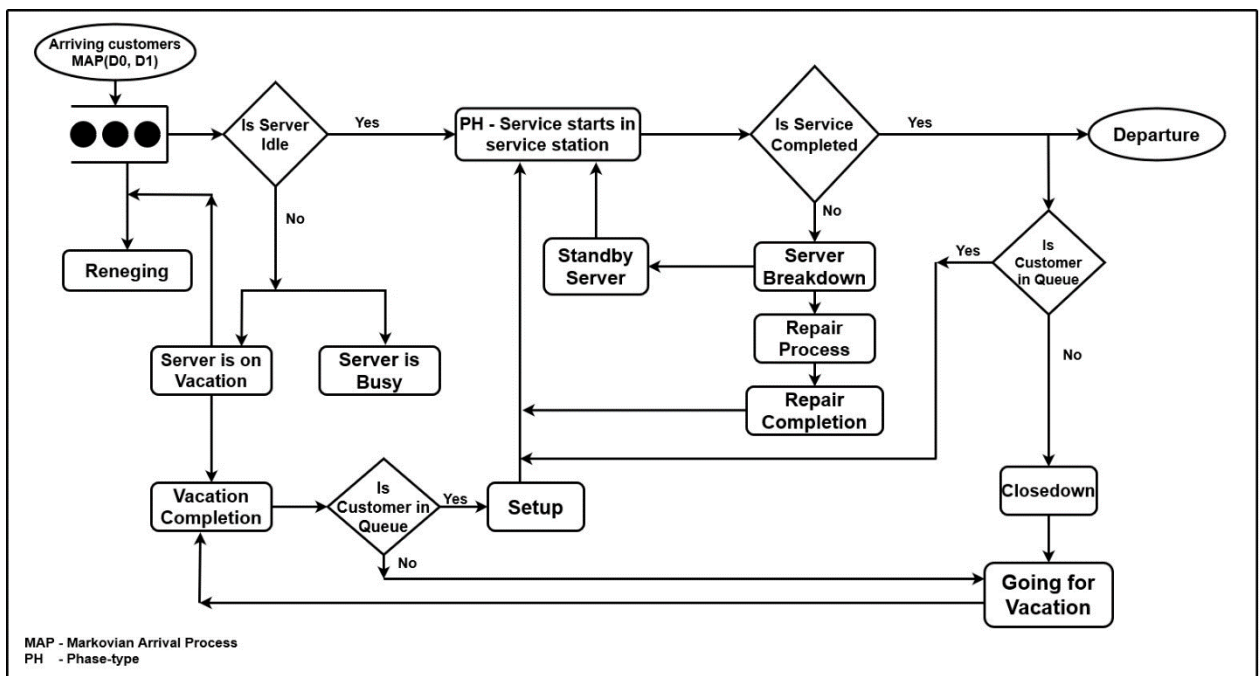 Arriving customers
MAP(D0, D1)
Is Server
Idle
Yes
PH - Service starts in
service station
Is Service
Completed
Yes
Departure
No
No
Reneging
Standby
Server
Server
Breakdown
Yes
Is
Customer
in Queue
Repair
Process
Server is on
Vacation
Server is
Busy
No
Repair
Completion
Vacation
Completion
Is
Customer in
Queue
Yes
Setup
Closedown
No
Going for
Vacation
MAP - Markovian Arrival Process
PH - Phase-type